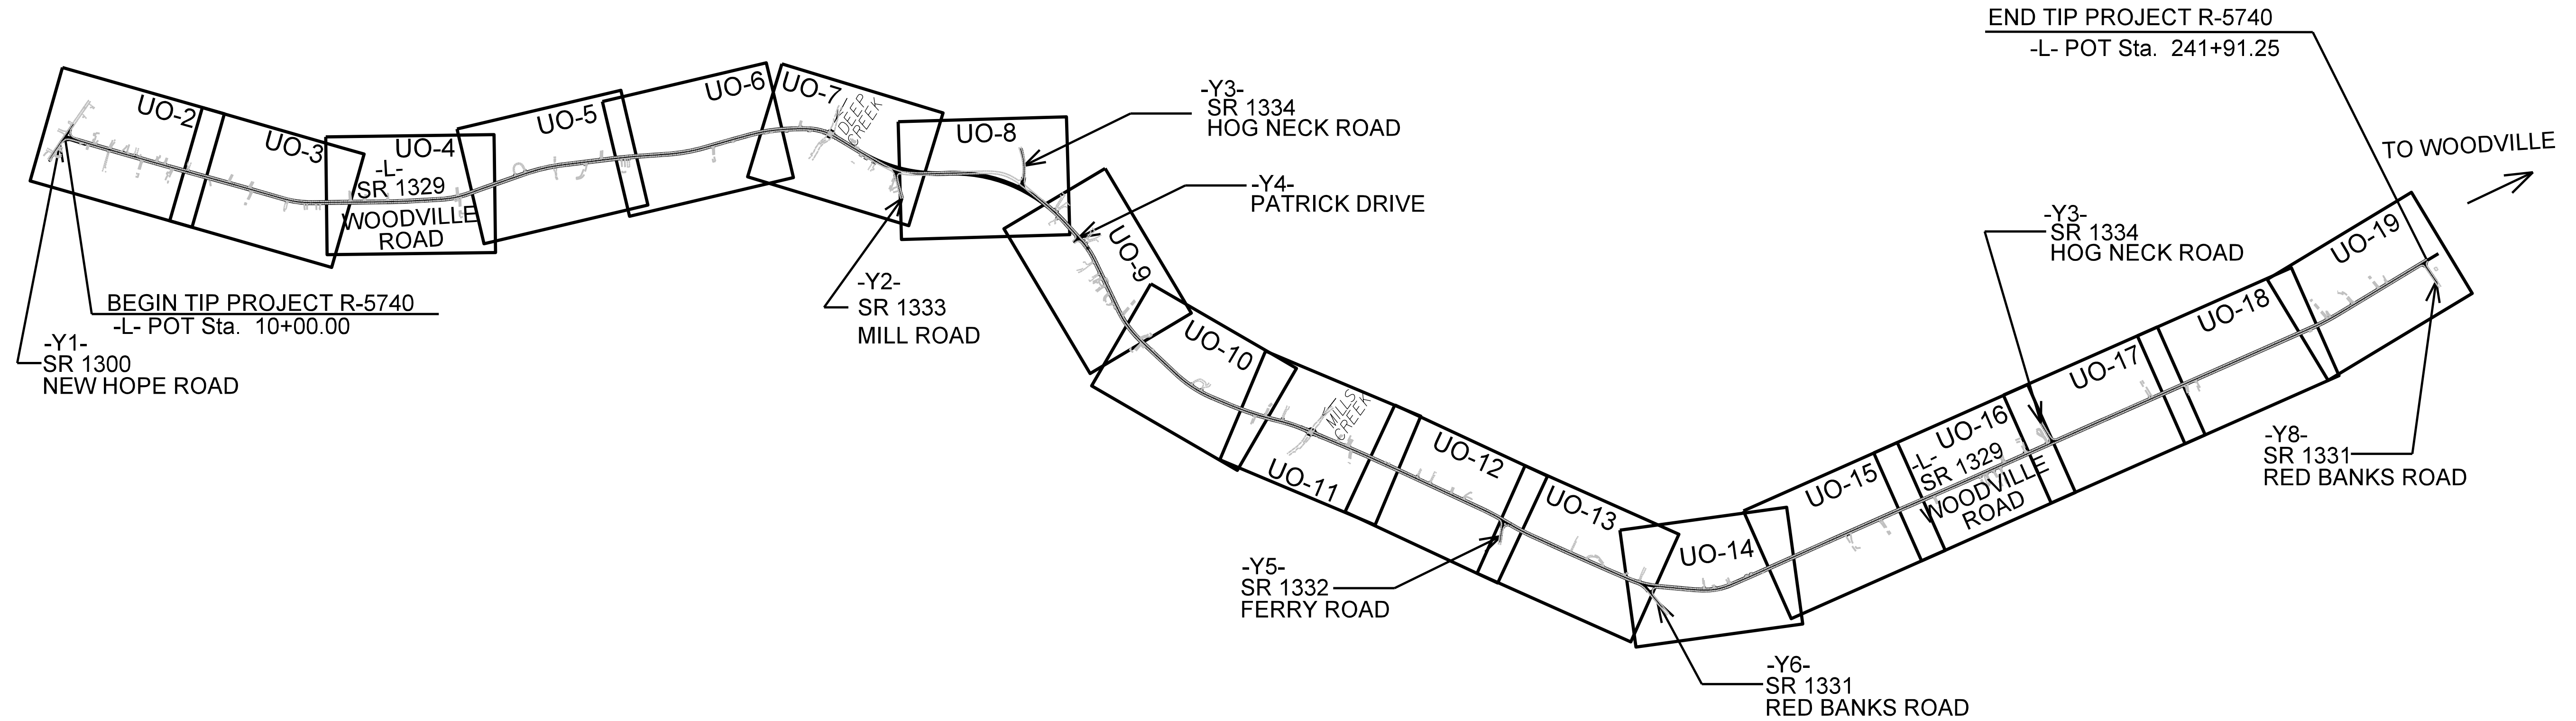 END TIP PROJECT R-5740
-L- POT Sta. 241+91.25
TO WOODVILLE
UO-2
UO-3
UO-4
-L-
SR 1329
WOODVILLE
ROAD
UO-5
UO-6
UO-7
DEEP
CREEK
UO-8
-Y3-
SR 1334
HOG NECK ROAD
-Y4-
PATRICK DRIVE
UO-9
BEGIN TIP PROJECT R-5740
-L- POT Sta. 10+00.00
-Y1-
SR 1300
NEW HOPE ROAD
-Y2-
SR 1333
MILL ROAD
UO-10
UO-11
MILLS
CREEK
UO-12
UO-13
-Y5-
SR 1332
FERRY ROAD
UO-14
-Y6-
SR 1331
RED BANKS ROAD
UO-15
UO-16
-L-
SR 1329
WOODVILLE
ROAD
-Y3-
SR 1334
HOG NECK ROAD
UO-17
UO-18
UO-19
-Y8-
SR 1331
RED BANKS ROAD